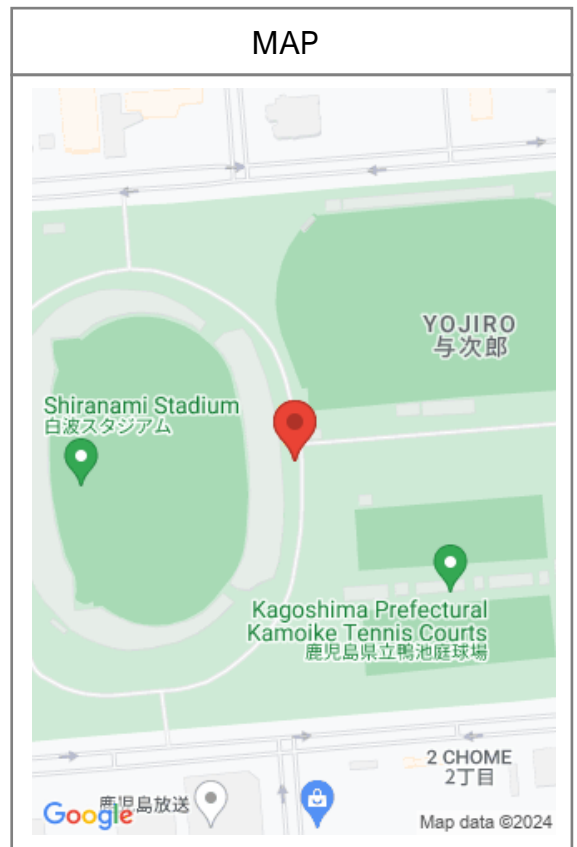 MAP
YOJIRO
与次郎
Shiranami Stadium
白波スタジアム
Kagoshima Prefectural
Kamoike Tennis Courts
鹿児島県立鴨池庭球場
2 CHOME
2丁目
鹿児島放送
Google
Map data ©2024